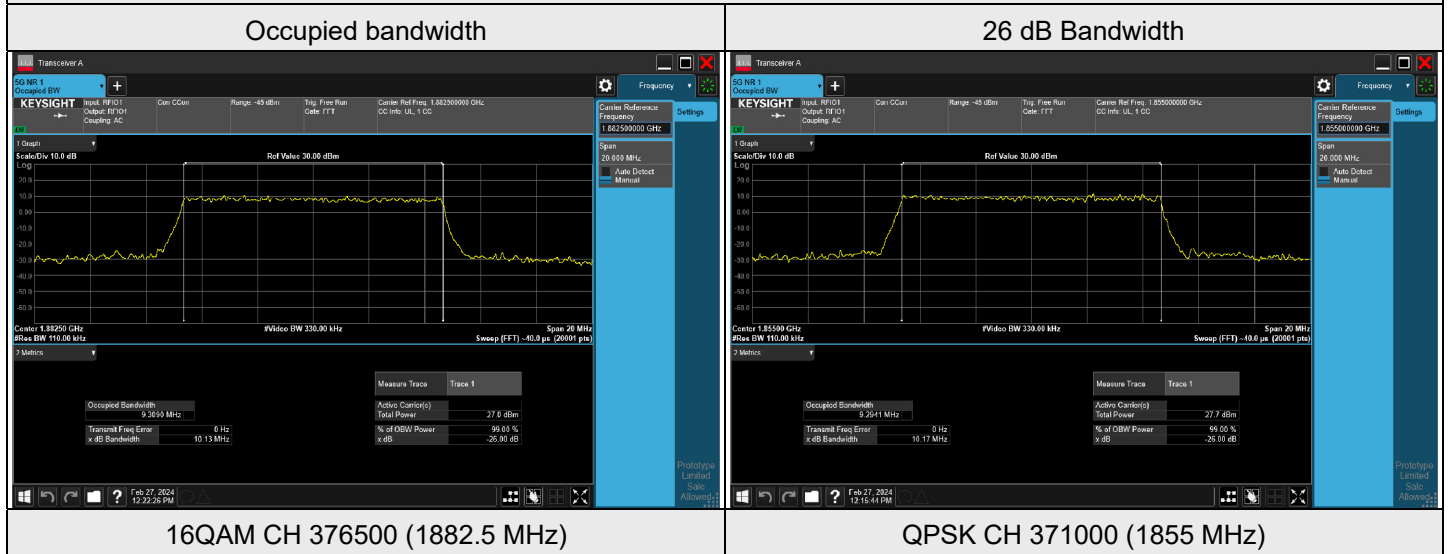 Occupied bandwidth
26 dB Bandwidth
Transceiver A
5G NR 1
Occupied BW
+
Frequency
KEYSIGHT
Input: RFIO1
Output: RFIO1
Coupling: AC
Corr CCorr
Range: -45 dBm
Trig: Free Run
Gate: FFT
Carrier Ref Freq: 1.882500000 GHz
CC Info: UL, 1 CC
Carrier Reference
Frequency
1.882500000 GHz
Settings
Span
20.000 MHz
Auto Detect
Manual
1 Graph
Scale/Div 10.0 dB
Ref Value 30.00 dBm
Log
20.0
10.0
0.00
-10.0
-20.0
-30.0
-40.0
-50.0
-60.0
Center 1.88250 GHz
#Video BW 330.00 kHz
Span 20 MHz
#Res BW 110.00 kHz
Sweep (FFT) ~40.0 µs (20001 pts)
2 Metrics
Measure Trace
Trace 1
Occupied Bandwidth
9.3090 MHz
Active Carrier(s)
Total Power
27.0 dBm
Transmit Freq Error
0 Hz
% of OBW Power
99.00 %
x dB Bandwidth
10.13 MHz
x dB
-26.00 dB
Prototype
Limited
Sale
Allowed
?
Feb 27, 2024
12:22:26 PM
Transceiver A
5G NR 1
Occupied BW
+
Frequency
KEYSIGHT
Input: RFIO1
Output: RFIO1
Coupling: AC
Corr CCorr
Range: -45 dBm
Trig: Free Run
Gate: FFT
Carrier Ref Freq: 1.855000000 GHz
CC Info: UL, 1 CC
Carrier Reference
Frequency
1.855000000 GHz
Settings
Span
20.000 MHz
Auto Detect
Manual
1 Graph
Scale/Div 10.0 dB
Ref Value 30.00 dBm
Log
20.0
10.0
0.00
-10.0
-20.0
-30.0
-40.0
-50.0
-60.0
Center 1.85500 GHz
#Video BW 330.00 kHz
Span 20 MHz
#Res BW 110.00 kHz
Sweep (FFT) ~40.0 µs (20001 pts)
2 Metrics
Measure Trace
Trace 1
Occupied Bandwidth
9.2941 MHz
Active Carrier(s)
Total Power
27.7 dBm
Transmit Freq Error
0 Hz
% of OBW Power
99.00 %
x dB Bandwidth
10.17 MHz
x dB
-26.00 dB
Prototype
Limited
Sale
Allowed
?
Feb 27, 2024
12:15:44 PM
16QAM CH 376500 (1882.5 MHz)
QPSK CH 371000 (1855 MHz)